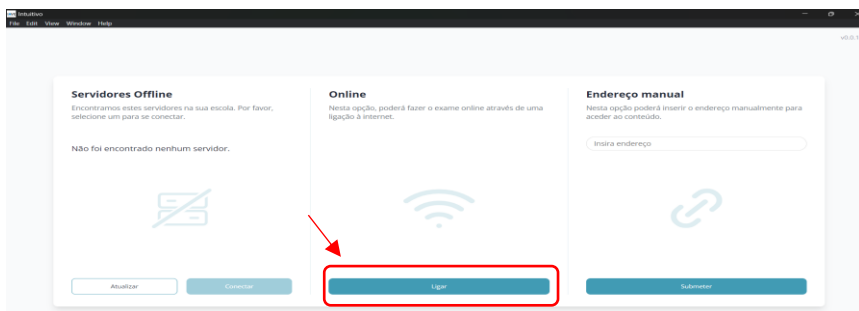 Intuitivo
File Edit View Window Help
v0.0.1
Servidores Offline
Encontramos estes servidores na sua escola. Por favor,
selecione um para se conectar.
Não foi encontrado nenhum servidor.
Atualizar
Conectar
Online
Nesta opção, poderá fazer o exame online através de uma
ligação à internet.
Ligar
Endereço manual
Nesta opção poderá inserir o endereço manualmente para
aceder ao conteúdo.
Insira endereço
Submeter